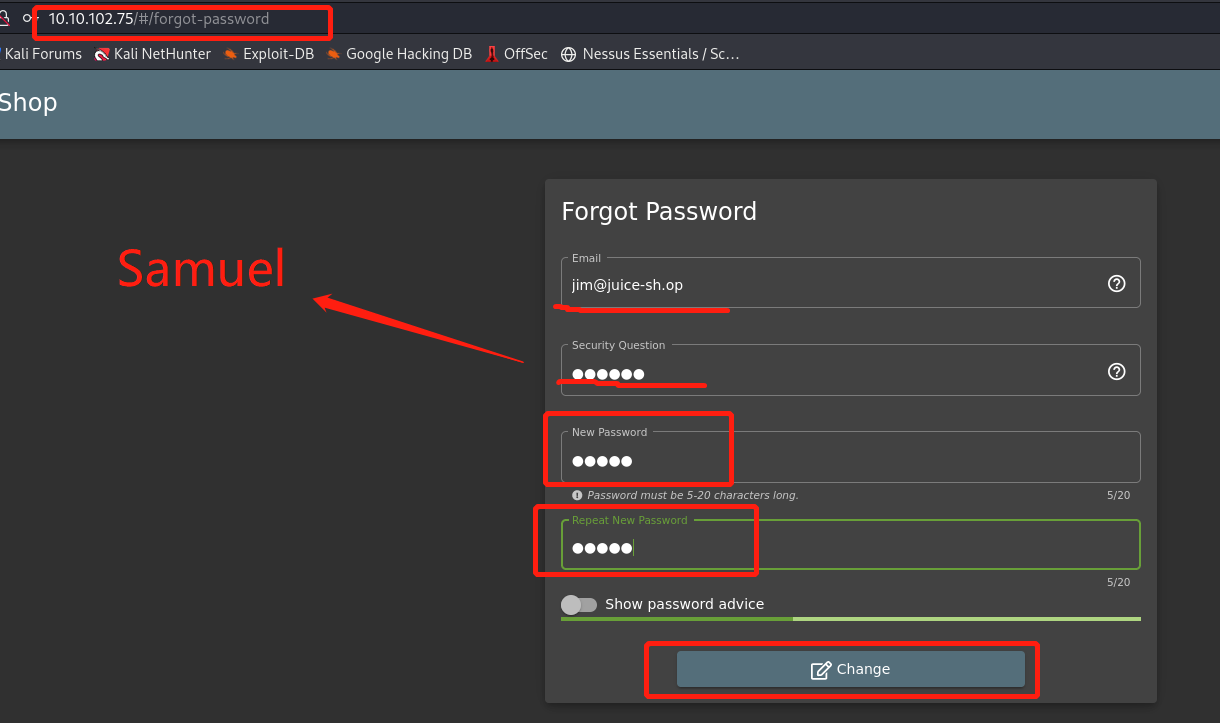 10.10.102.75/#/forgot-password
Kali Forums Kali NetHunter Exploit-DB Google Hacking DB OffSec Nessus Essentials / Sc...
Shop
Forgot Password
Samuel
Email
jim@juice-sh.op
Security Question
●●●●●●
New Password
●●●●●
Password must be 5-20 characters long. 5/20
Repeat New Password
●●●●●
5/20
Show password advice
Change